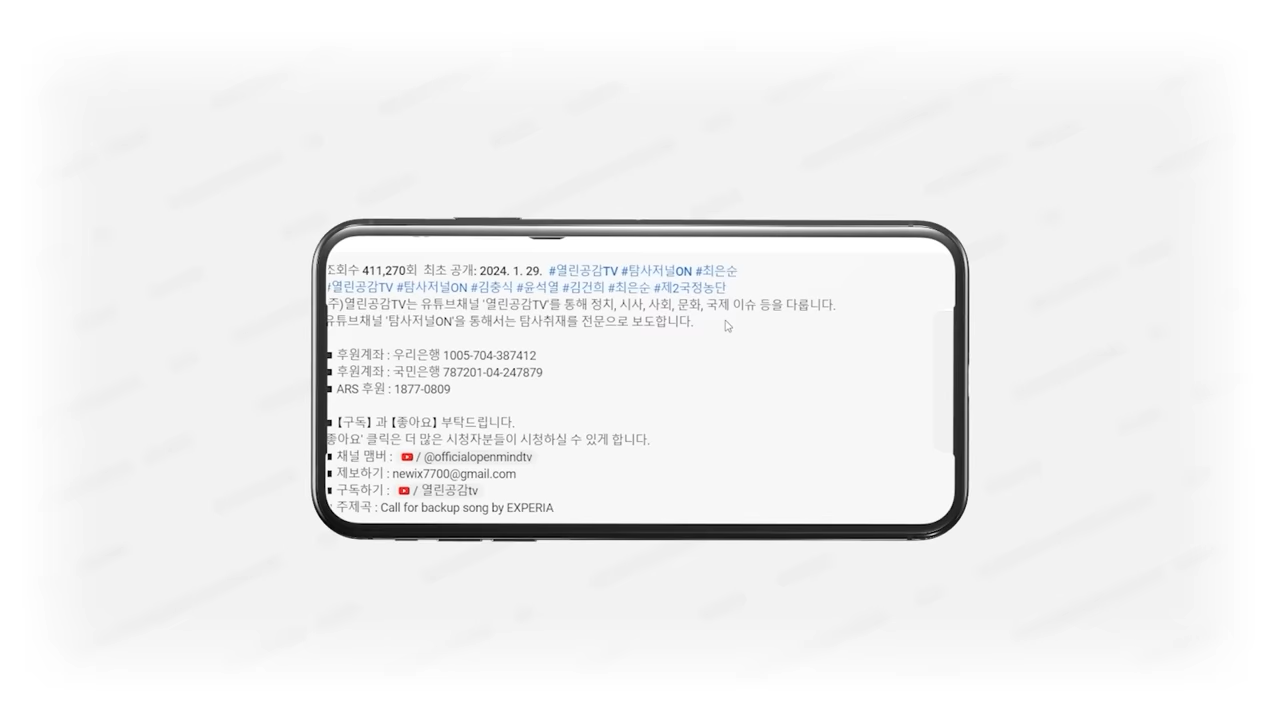 조회수 411,270회 최초 공개: 2024. 1. 29. #열린공감TV #탐사저널ON #최은순
#열린공감TV #탐사저널ON #김충식 #윤석열 #김건희 #최은순 #제2국정농단
주)열린공감TV는 유튜브채널 '열린공감TV'를 통해 정치, 시사, 사회, 문화, 국제 이슈 등을 다룹니다.
유튜브채널 '탐사저널ON'을 통해서는 탐사취재를 전문으로 보도합니다.
■ 후원계좌 : 우리은행 1005-704-387412
■ 후원계좌 : 국민은행 787201-04-247879
■ ARS 후원 : 1877-0809
■ 【구독】 과 【좋아요】 부탁드립니다.
좋아요' 클릭은 더 많은 시청자분들이 시청하실 수 있게 합니다.
■ 채널 맴버 : / @officialopenmindtv
■ 제보하기 : newix7700@gmail.com
■ 구독하기 : / 열린공감tv
주제곡 : Call for backup song by EXPERIA